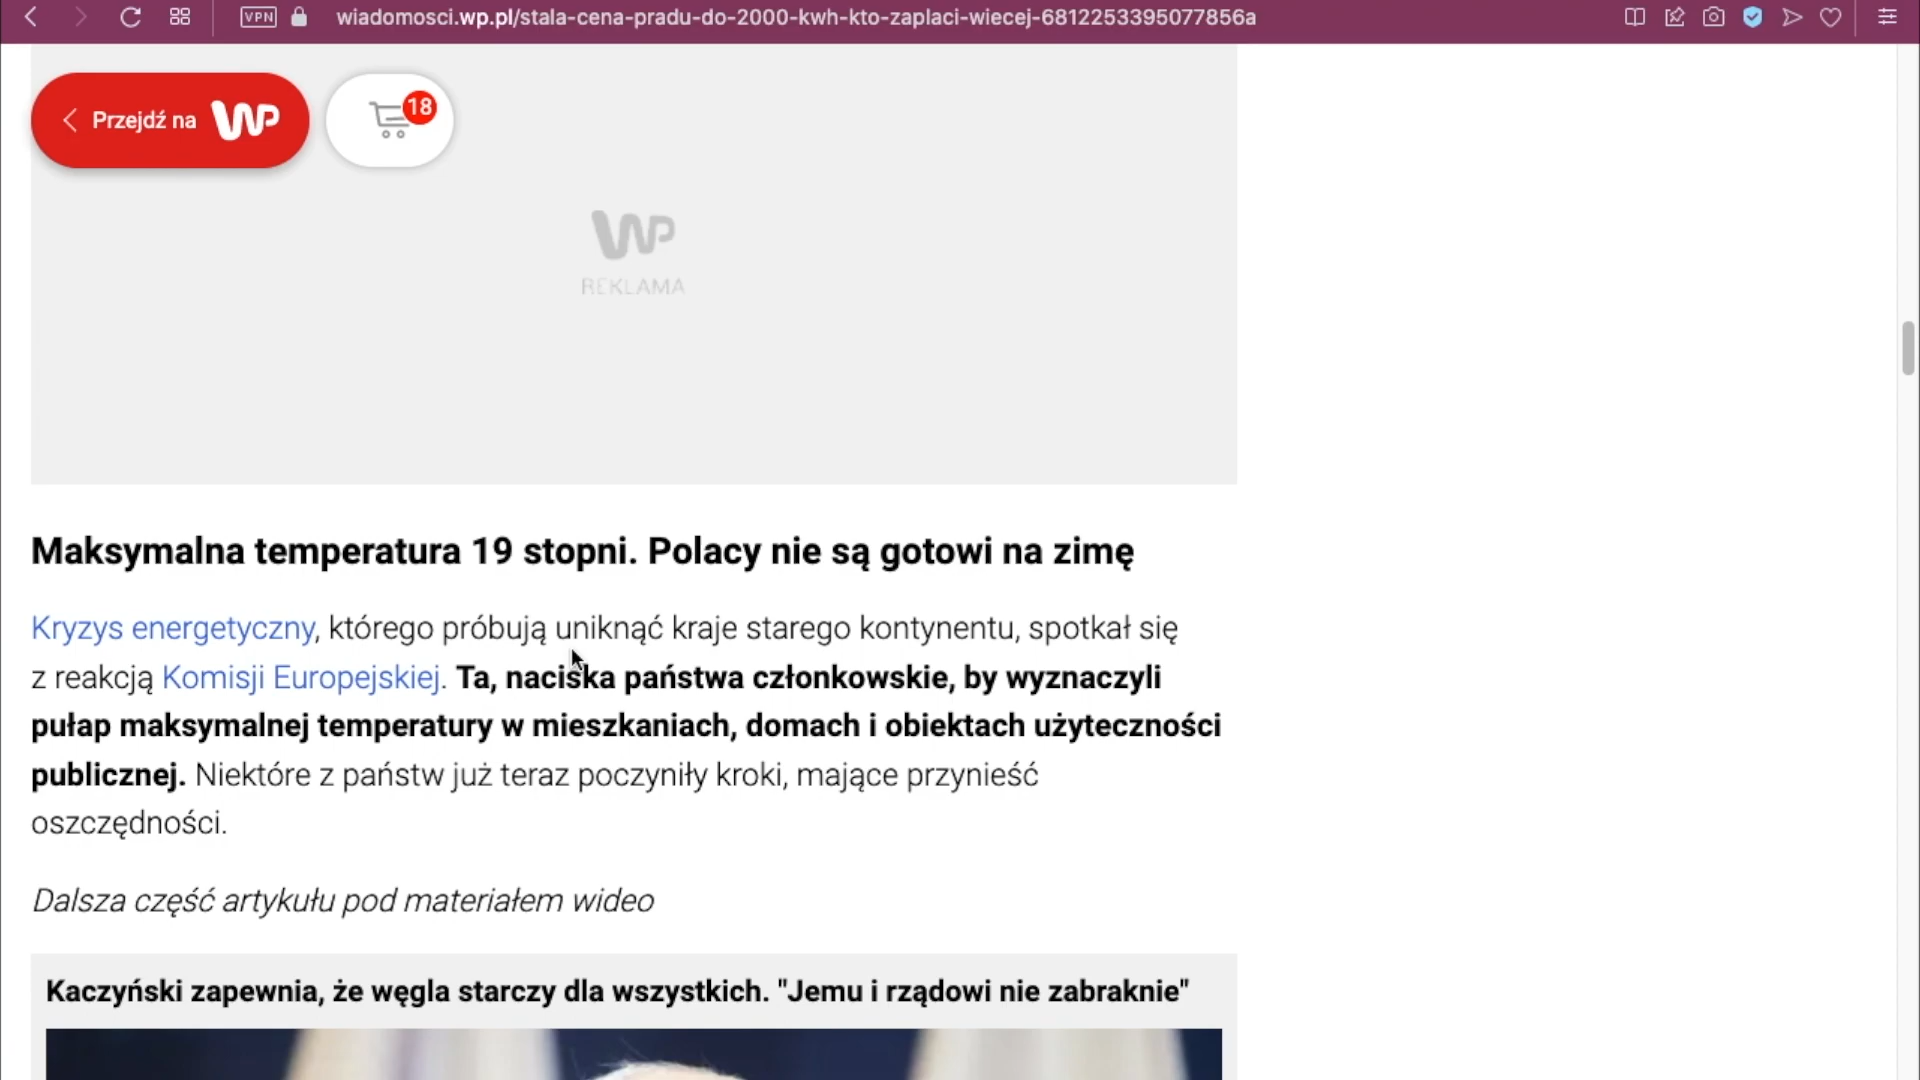 VPN
wiadomosci.wp.pl/stala-cena-pradu-do-2000-kwh-kto-zaplaci-wiecej-6812253395077856a
Przejdź na WP
18
WP
REKLAMA
Maksymalna temperatura 19 stopni. Polacy nie są gotowi na zimę
Kryzys energetyczny, którego próbują uniknąć kraje starego kontynentu, spotkał się
z reakcją Komisji Europejskiej. Ta, naciska państwa członkowskie, by wyznaczyli
pułap maksymalnej temperatury w mieszkaniach, domach i obiektach użyteczności
publicznej. Niektóre z państw już teraz poczyniły kroki, mające przynieść
oszczędności.
Dalsza część artykułu pod materiałem wideo
Kaczyński zapewnia, że węgla starczy dla wszystkich. "Jemu i rządowi nie zabraknie"